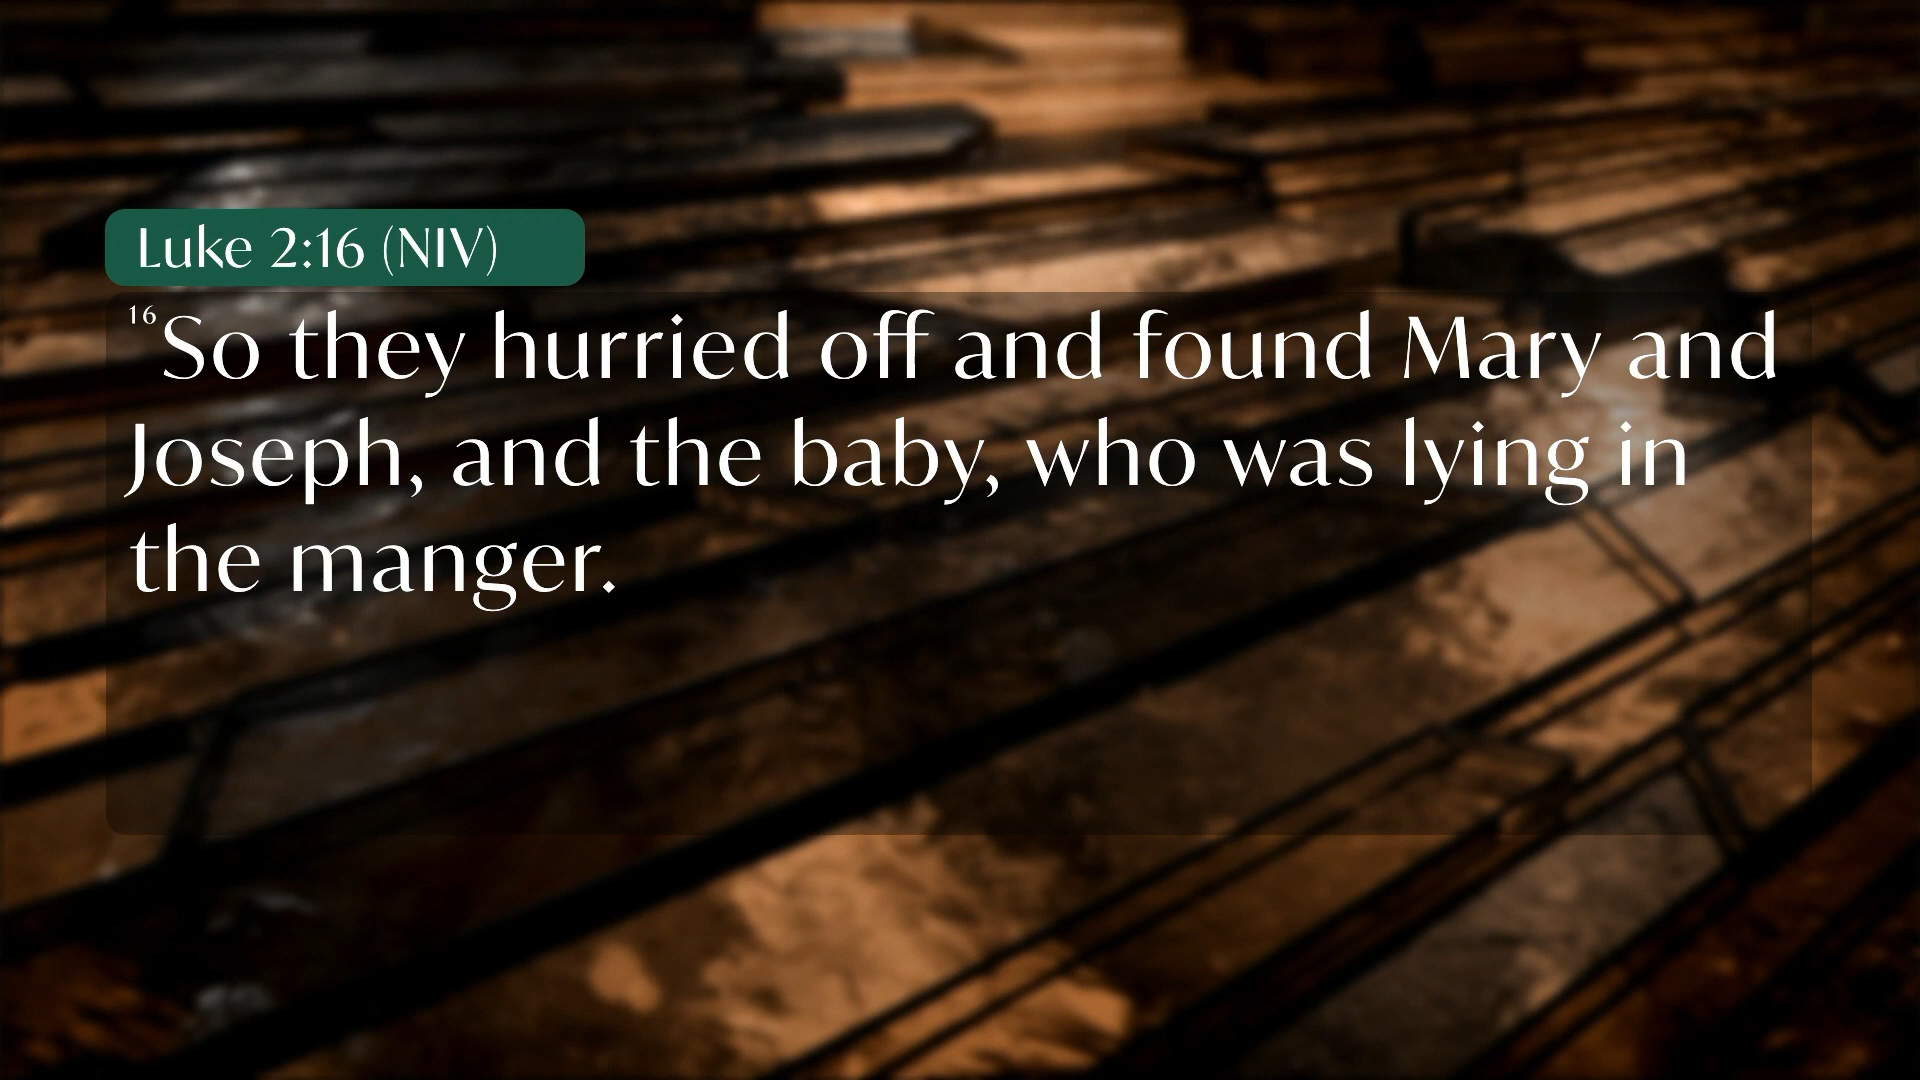 Luke 2:16 (NIV)
¹⁶So they hurried off and found Mary and
Joseph, and the baby, who was lying in
the manger.